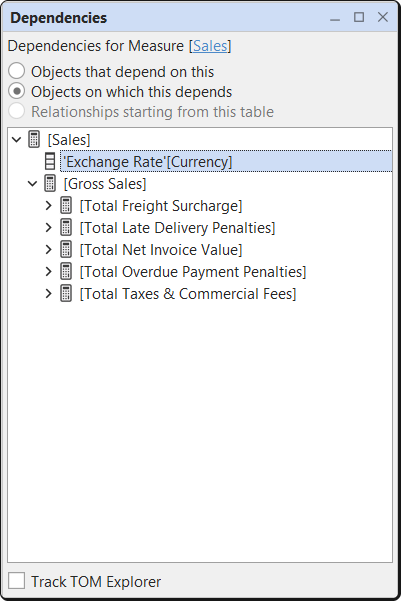 Dependencies
Dependencies for Measure [Sales]
Objects that depend on this
Objects on which this depends
Relationships starting from this table
[Sales]
'Exchange Rate'[Currency]
[Gross Sales]
[Total Freight Surcharge]
[Total Late Delivery Penalties]
[Total Net Invoice Value]
[Total Overdue Payment Penalties]
[Total Taxes & Commercial Fees]
Track TOM Explorer